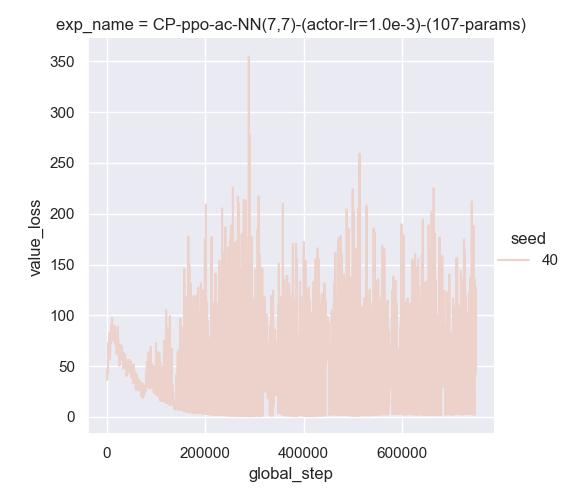 exp_name = CP-ppo-ac-NN(7,7)-(actor-lr=1.0e-3)-(107-params)
350
300
250
200
150
100
50
0
value_loss
0 200000 400000 600000
global_step
seed
40